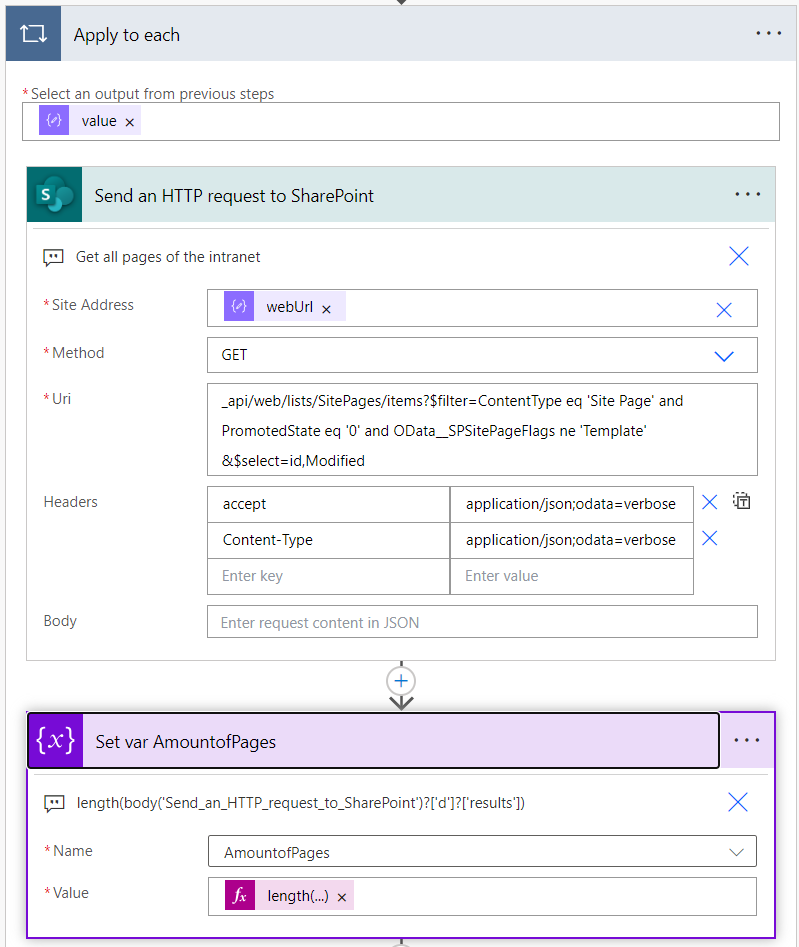 Apply to each
* Select an output from previous steps
value
Send an HTTP request to SharePoint
Get all pages of the intranet
* Site Address
webUrl
* Method
GET
* Uri
_api/web/lists/SitePages/items?$filter=ContentType eq 'Site Page' and
PromotedState eq '0' and OData__SPSitePageFlags ne 'Template'
&$select=id,Modified
Headers
accept application/json;odata=verbose
Content-Type application/json;odata=verbose
Enter key Enter value
Body
Enter request content in JSON
{x} Set var AmountofPages
length(body('Send_an_HTTP_request_to_SharePoint')?['d']?['results'])
* Name
AmountofPages
* Value
fx length(...)